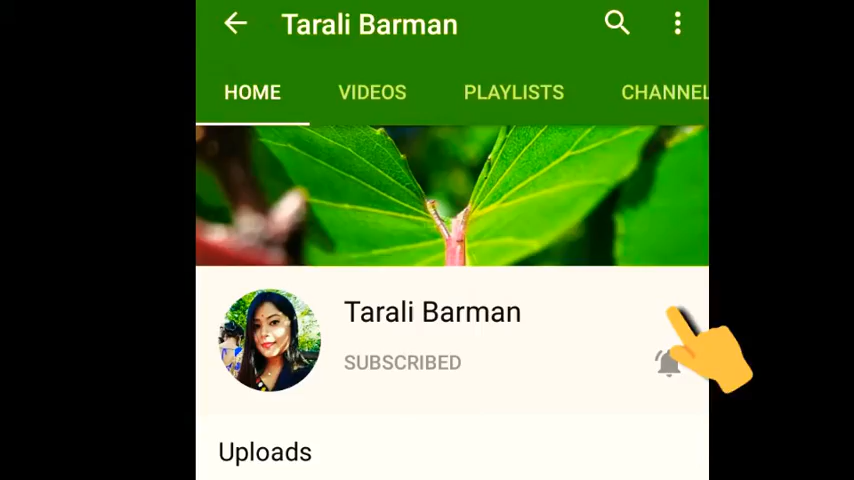 Tarali Barman
HOME VIDEOS PLAYLISTS CHANNEL
Tarali Barman
SUBSCRIBED
Uploads